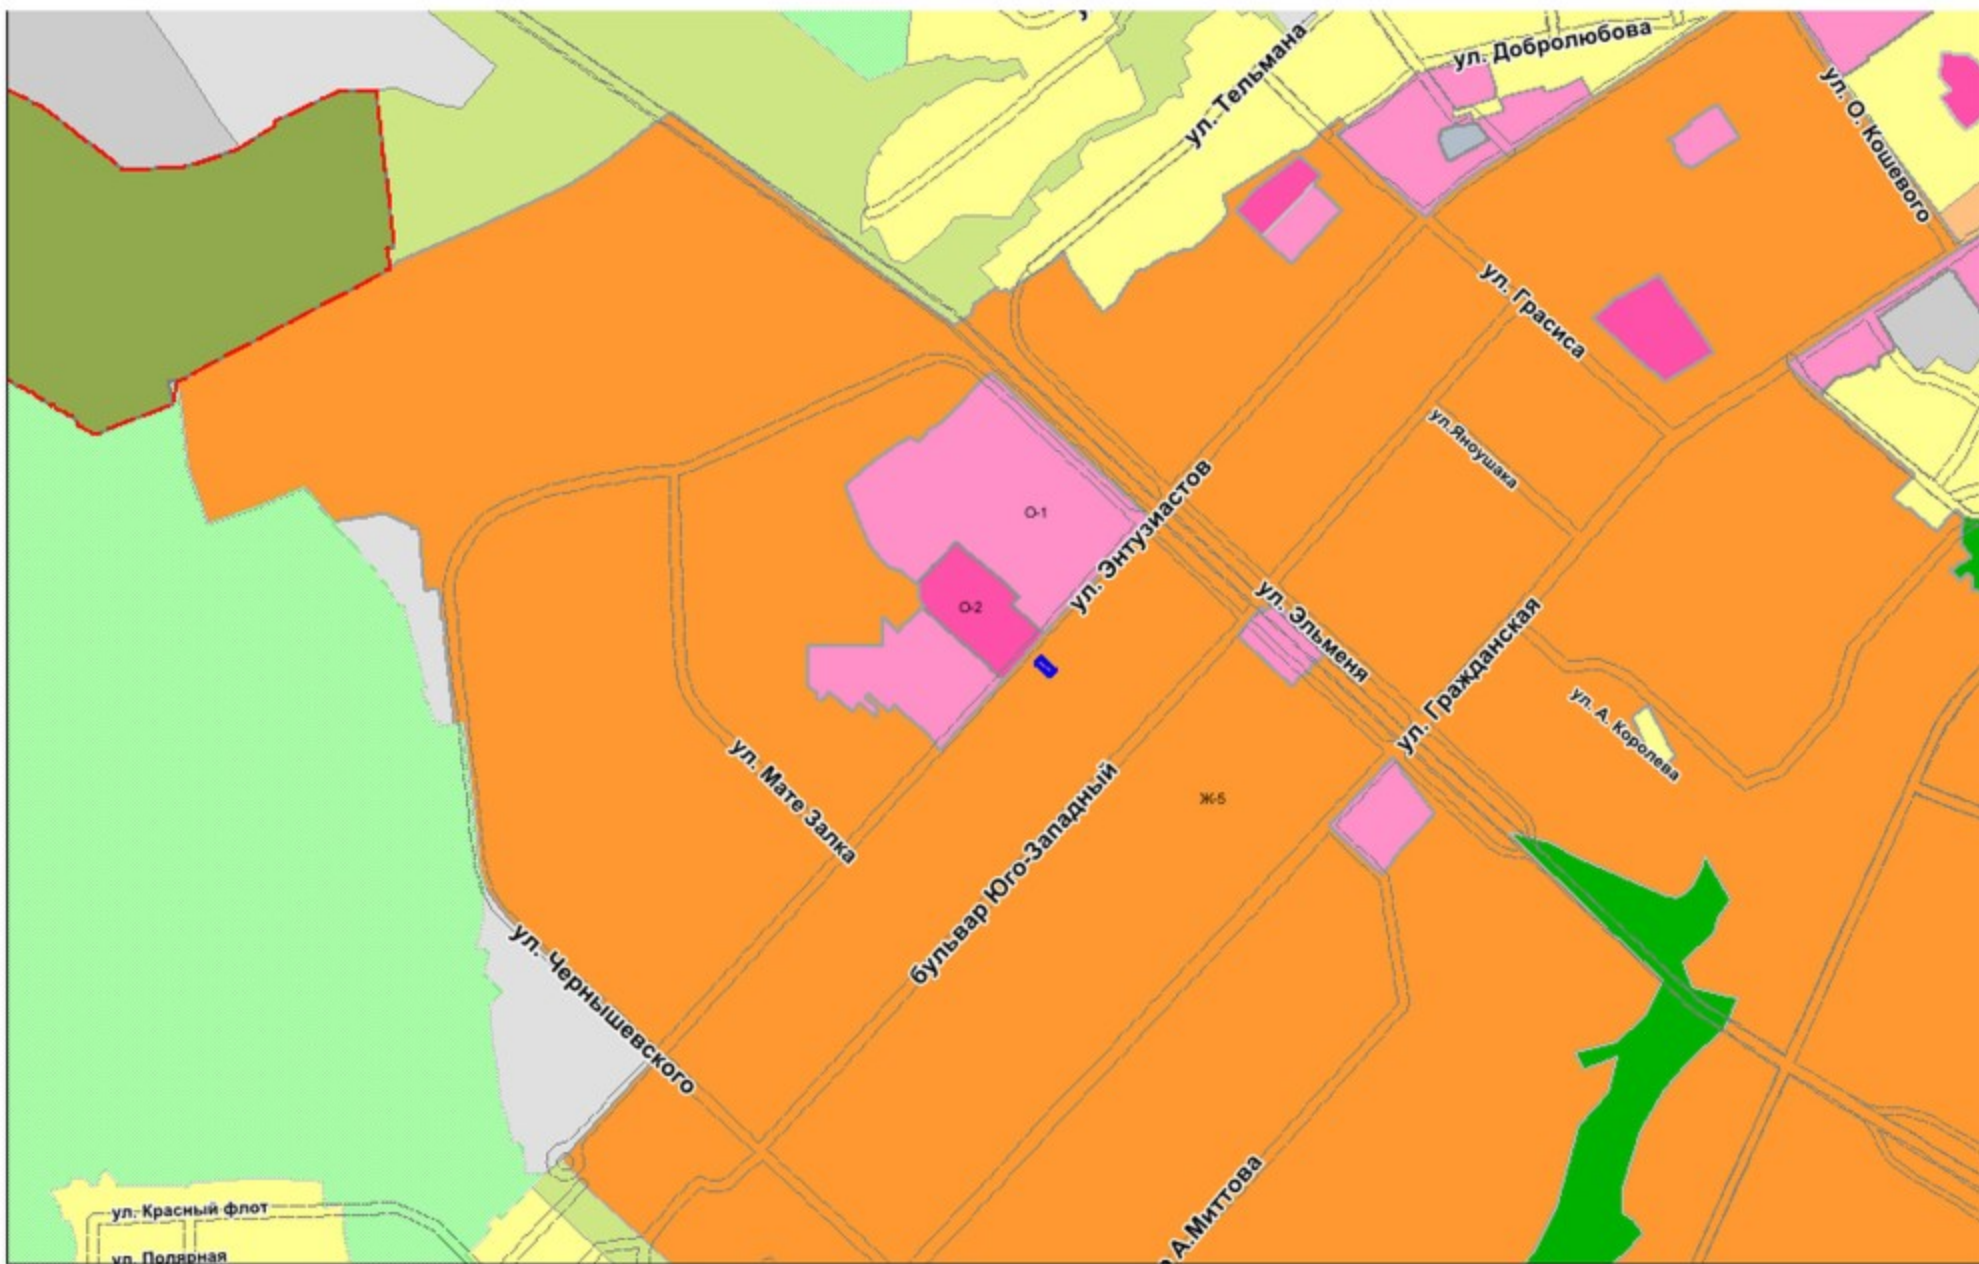 ул. Добролюбова
ул. Тельмана
ул. О. Кошевого
ул. Грасиса
ул.Яноушака
О-1
ул. Энтузиастов
О-2
ул. Эльменя
ул. Гражданская
ул. А. Королева
ул. Мате Залка
бульвар Юго-Западный
Ж-5
ул. Чернышевского
А.Миттова
ул. Красный флот
ул. Полярная